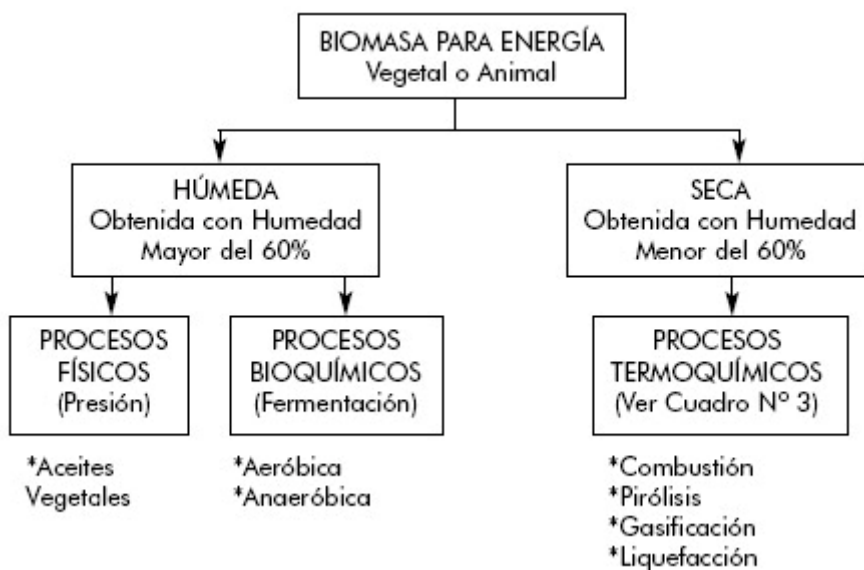 BIOMASA PARA ENERGÍA
Vegetal o Animal
HÚMEDA
Obtenida con Humedad
Mayor del 60%
SECA
Obtenida con Humedad
Menor del 60%
PROCESOS
FÍSICOS
(Presión)
PROCESOS
BIOQUÍMICOS
(Fermentación)
PROCESOS
TERMOQUÍMICOS
(Ver Cuadro Nº 3)
*Aceites
Vegetales
*Aeróbica
*Anaeróbica
*Combustión
*Pirólisis
*Gasificación
*Liquefacción